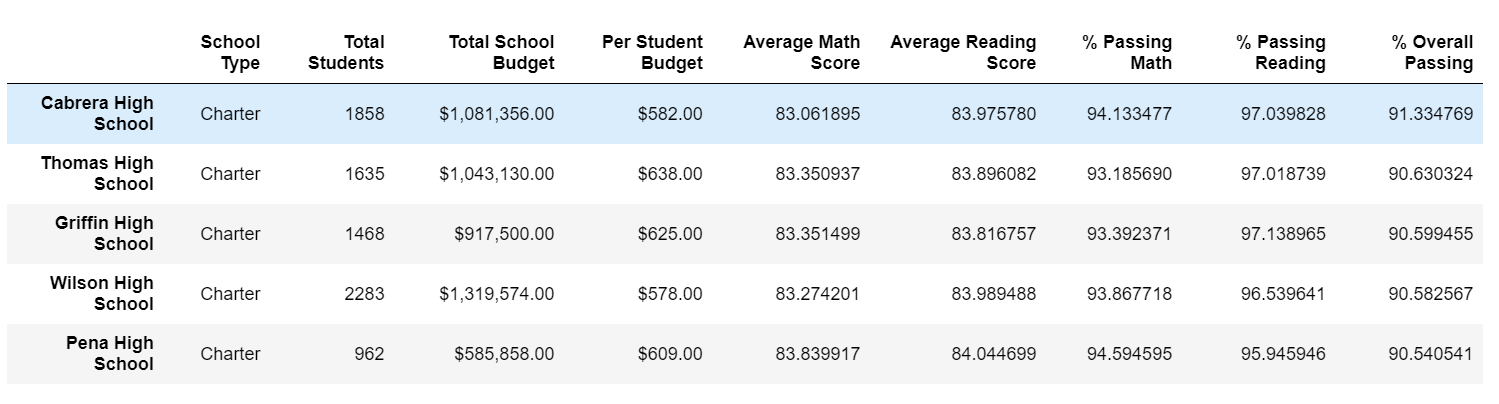 School Type Total Students Total School Budget Per Student Budget Average Math Score Average Reading Score % Passing Math % Passing Reading % Overall Passing
Cabrera High School Charter 1858 $1,081,356.00 $582.00 83.061895 83.975780 94.133477 97.039828 91.334769
Thomas High School Charter 1635 $1,043,130.00 $638.00 83.350937 83.896082 93.185690 97.018739 90.630324
Griffin High School Charter 1468 $917,500.00 $625.00 83.351499 83.816757 93.392371 97.138965 90.599455
Wilson High School Charter 2283 $1,319,574.00 $578.00 83.274201 83.989488 93.867718 96.539641 90.582567
Pena High School Charter 962 $585,858.00 $609.00 83.839917 84.044699 94.594595 95.945946 90.540541